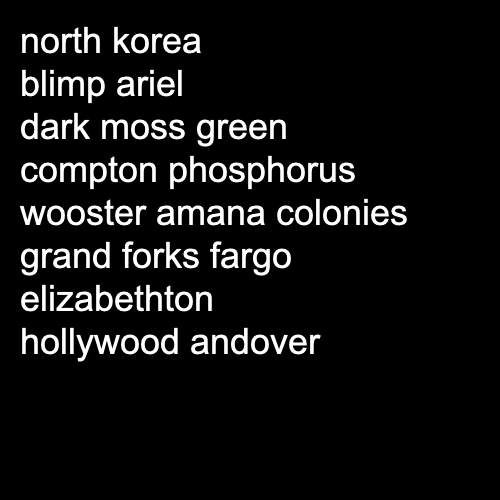 north korea
blimp ariel
dark moss green
compton phosphorus
wooster amana colonies
grand forks fargo
elizabethton
hollywood andover